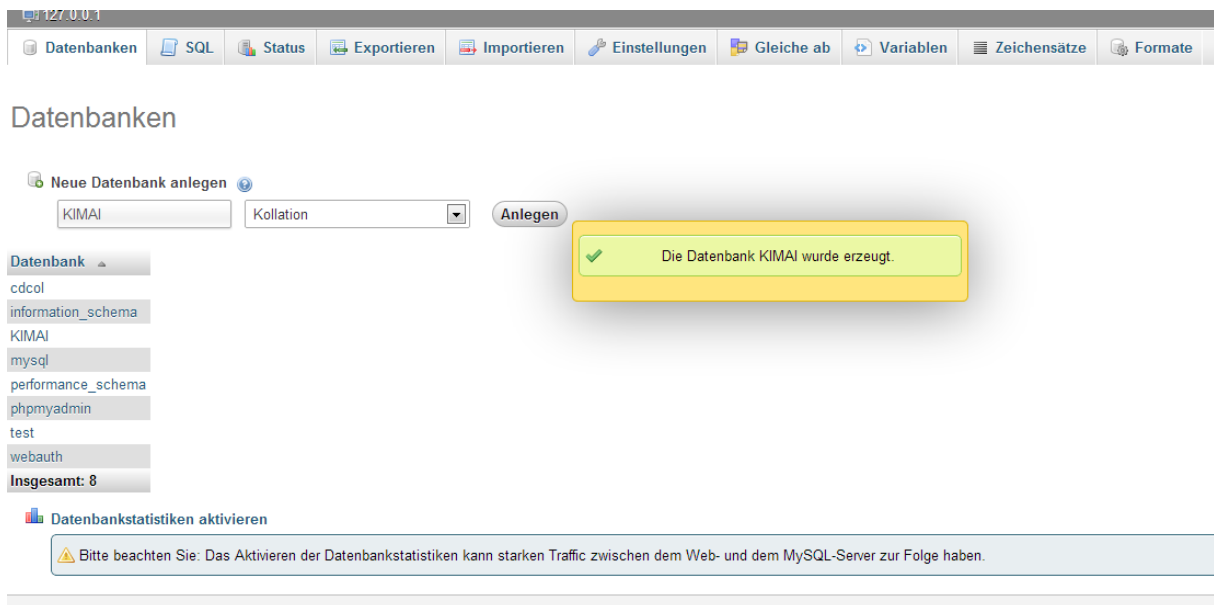 127.0.0.1
Datenbanken SQL Status Exportieren Importieren Einstellungen Gleiche ab Variablen Zeichensätze Formate
Datenbanken
Neue Datenbank anlegen
KIMAI Kollation Anlegen
Die Datenbank KIMAI wurde erzeugt.
Datenbank
cdcol
information_schema
KIMAI
mysql
performance_schema
phpmyadmin
test
webauth
Insgesamt: 8
Datenbankstatistiken aktivieren
Bitte beachten Sie: Das Aktivieren der Datenbankstatistiken kann starken Traffic zwischen dem Web- und dem MySQL-Server zur Folge haben.